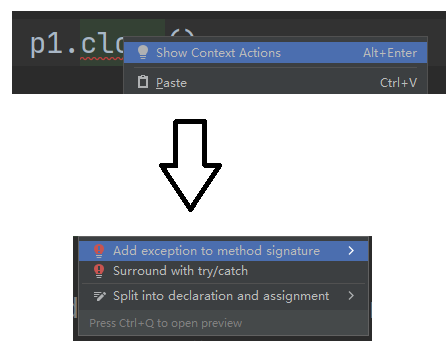 p1.clo
Show Context Actions Alt+Enter
Paste Ctrl+V
Add exception to method signature
Surround with try/catch
Split into declaration and assignment
Press Ctrl+Q to open preview